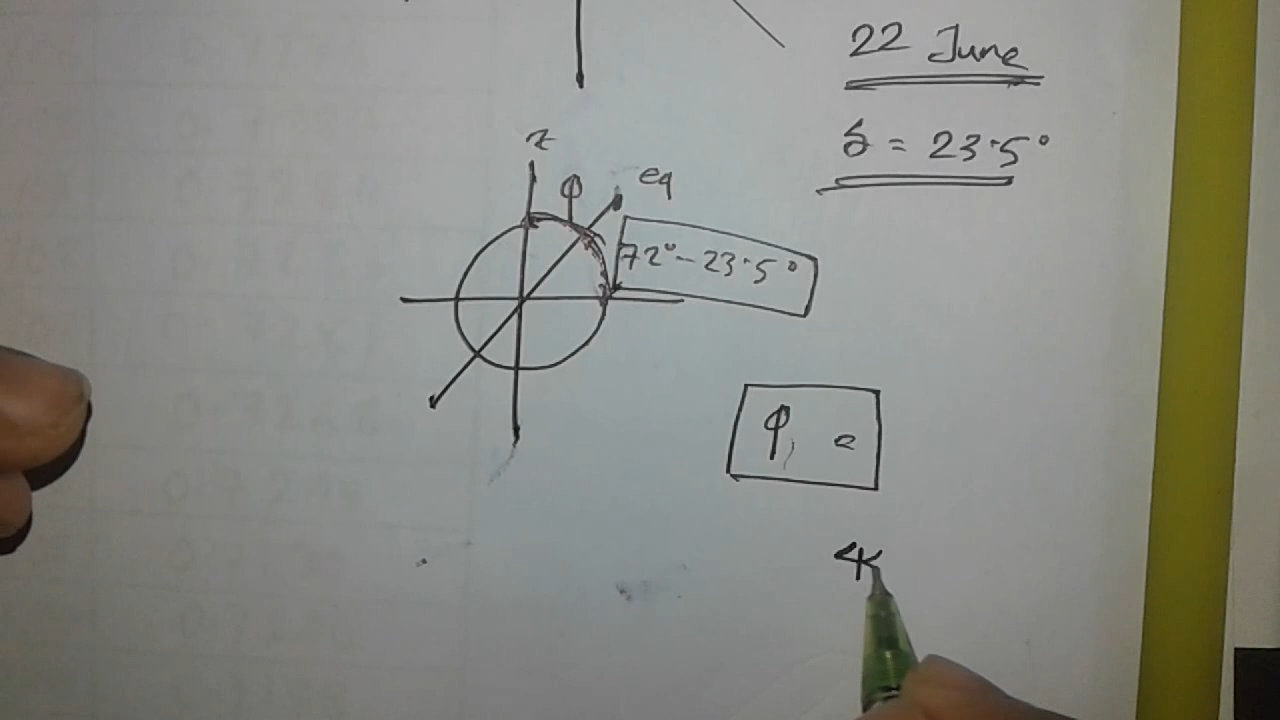 22 June
δ = 23.5°
z
φ
eq
72° - 23.5°
φ, =
4